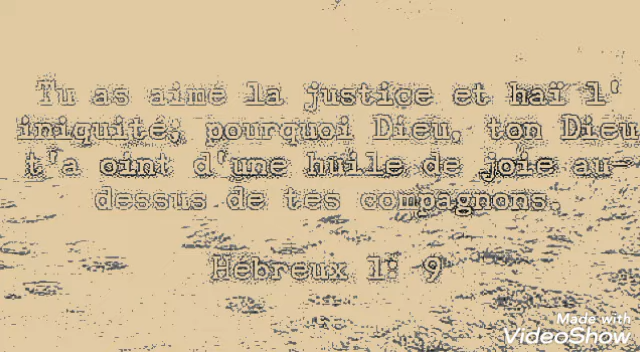 Tu as aimé la justice et haï l'
iniquité; pourquoi Dieu, ton Dieu
t'a oint d'une huile de joie au-
dessus de tes compagnons.
Hébreux 1: 9
Made with
VideoShow